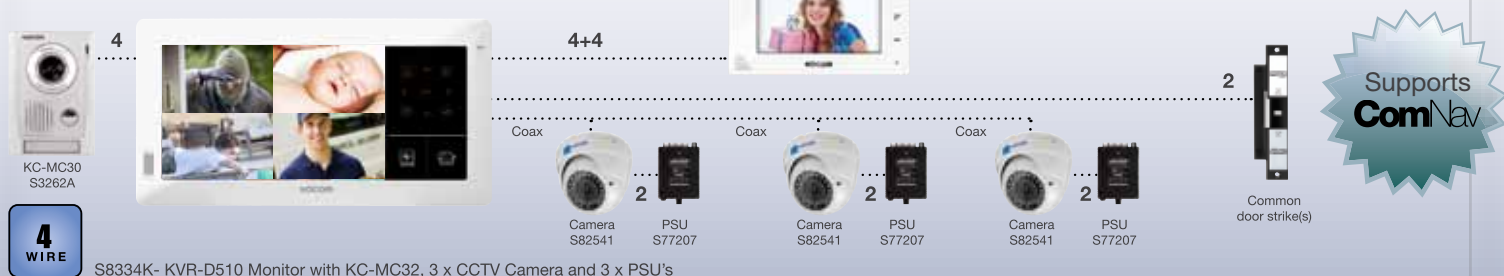 4
4+4
2
Supports
ComNav
KOCOM
KOCOM
Coax
Coax
Coax
KC-MC30
S3262A
2
2
2
Camera
S82541
PSU
S77207
Camera
S82541
PSU
S77207
Camera
S82541
PSU
S77207
Common
door strike(s)
4
WIRE
S8334K- KVR-D510 Monitor with KC-MC32, 3 x CCTV Camera and 3 x PSU's